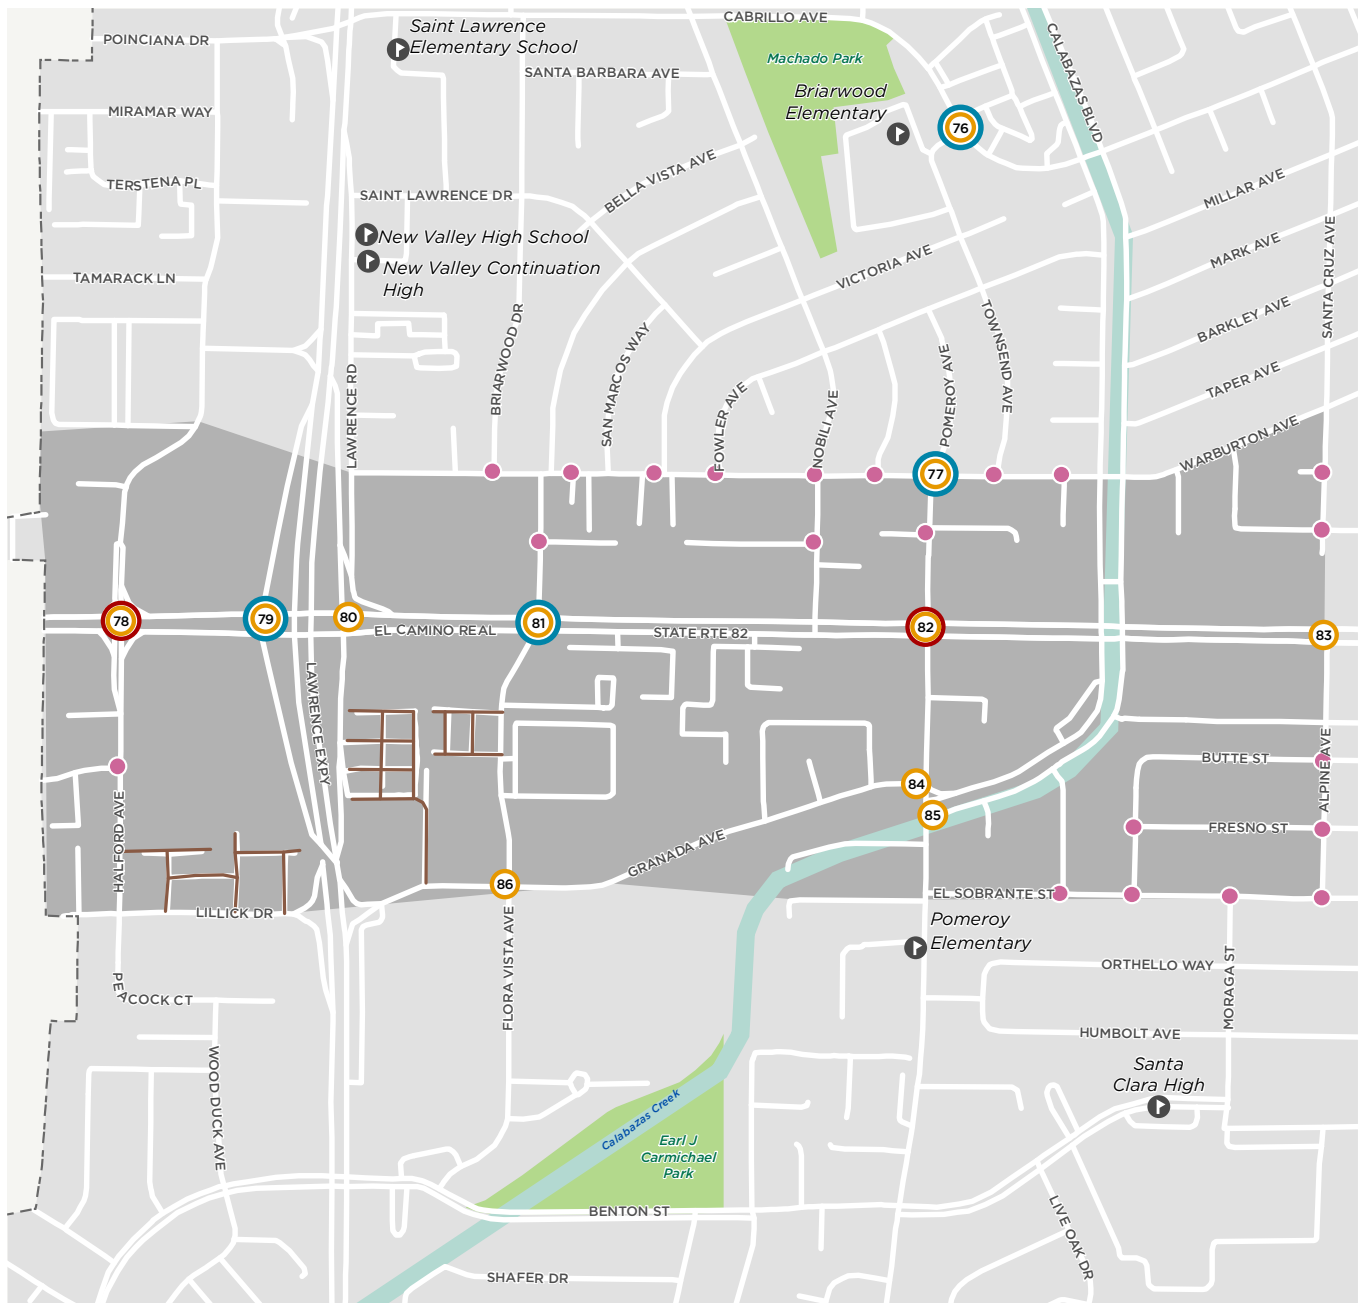 CABRILLO AVE
Saint Lawrence
Elementary School
POINCIANA DR
CALABAZAS BLVD
Machado Park
SANTA BARBARA AVE
Briarwood
Elementary
MIRAMAR WAY
76
BELLA VISTA AVE
TERSTENA PL
SAINT LAWRENCE DR
MILLAR AVE
New Valley High School
MARK AVE
SANTA CRUZ AVE
New Valley Continuation
High
VICTORIA AVE
TAMARACK LN
BARKLEY AVE
BRIARWOOD DR
TOWNSEND AVE
SAN MARCOS WAY
POMEROY AVE
TAPER AVE
LAWRENCE RD
FOWLER AVE
NOBILI AVE
WARBURTON AVE
77
78
79
80
81
82
83
EL CAMINO REAL
STATE RTE 82
LAWRENCE EXPY
BUTTE ST
ALPINE AVE
84
85
HALFORD AVE
FRESNO ST
GRANADA AVE
86
EL SOBRANTE ST
LILLICK DR
Pomeroy
Elementary
FLORA VISTA AVE
ORTHELLO WAY
MORAGA ST
PEACOCK CT
HUMBOLT AVE
WOOD DUCK AVE
Santa
Clara High
Calabazas Creek
Earl J
Carmichael
Park
BENTON ST
LIVE OAK DR
SHAFER DR